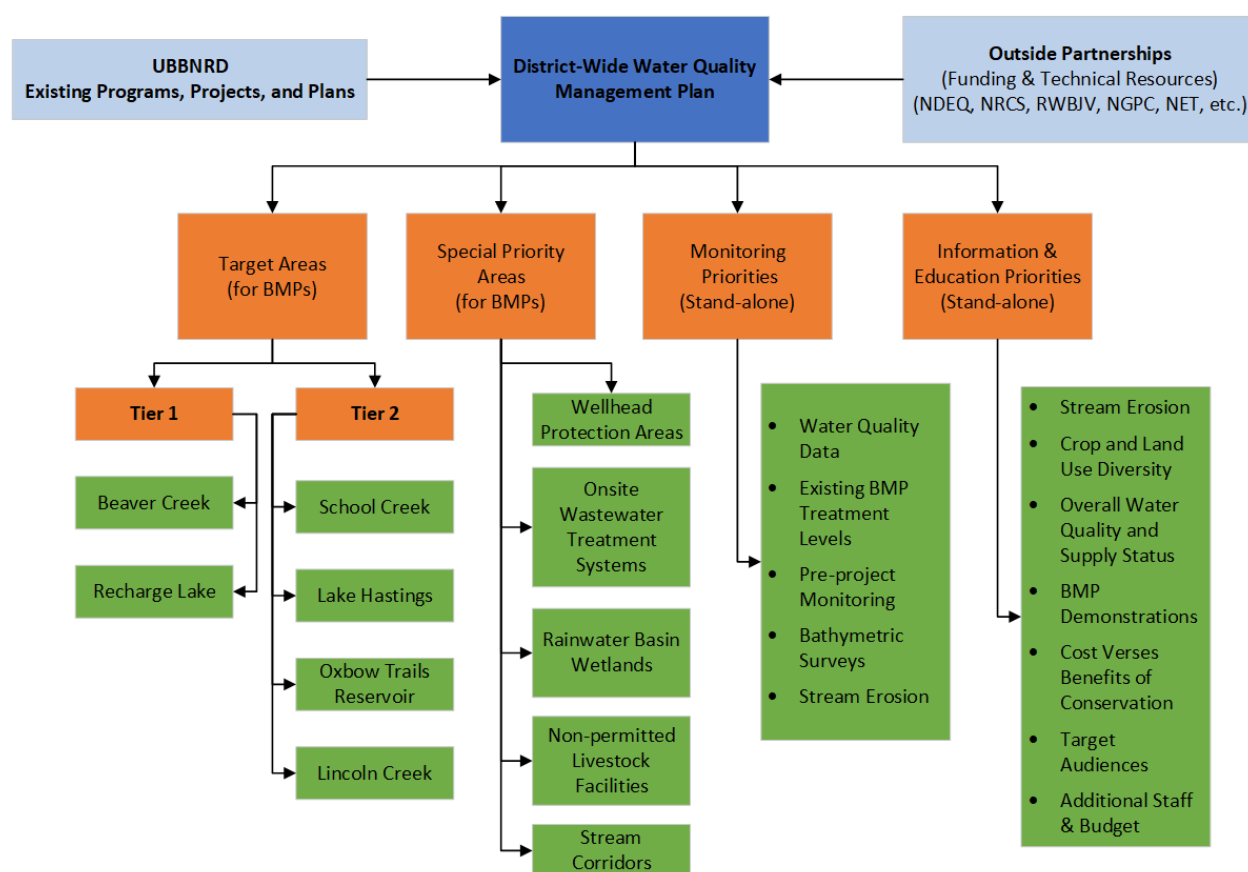 UBBNRD
Existing Programs, Projects, and Plans
District-Wide Water Quality
Management Plan
Outside Partnerships
(Funding & Technical Resources)
(NDEQ, NRCS, RWBJV, NGPC, NET, etc.)
Target Areas
(for BMPs)
Special Priority
Areas
(for BMPs)
Monitoring
Priorities
(Stand-alone)
Information &
Education Priorities
(Stand-alone)
Tier 1
Beaver Creek
Recharge Lake
Tier 2
School Creek
Lake Hastings
Oxbow Trails
Reservoir
Lincoln Creek
Wellhead
Protection Areas
Onsite
Wastewater
Treatment
Systems
Rainwater Basin
Wetlands
Non-permitted
Livestock
Facilities
Stream
Corridors
• Water Quality
Data
• Existing BMP
Treatment
Levels
• Pre-project
Monitoring
• Bathymetric
Surveys
• Stream Erosion
• Stream Erosion
• Crop and Land
Use Diversity
• Overall Water
Quality and
Supply Status
• BMP
Demonstrations
• Cost Verses
Benefits of
Conservation
• Target
Audiences
• Additional Staff
& Budget